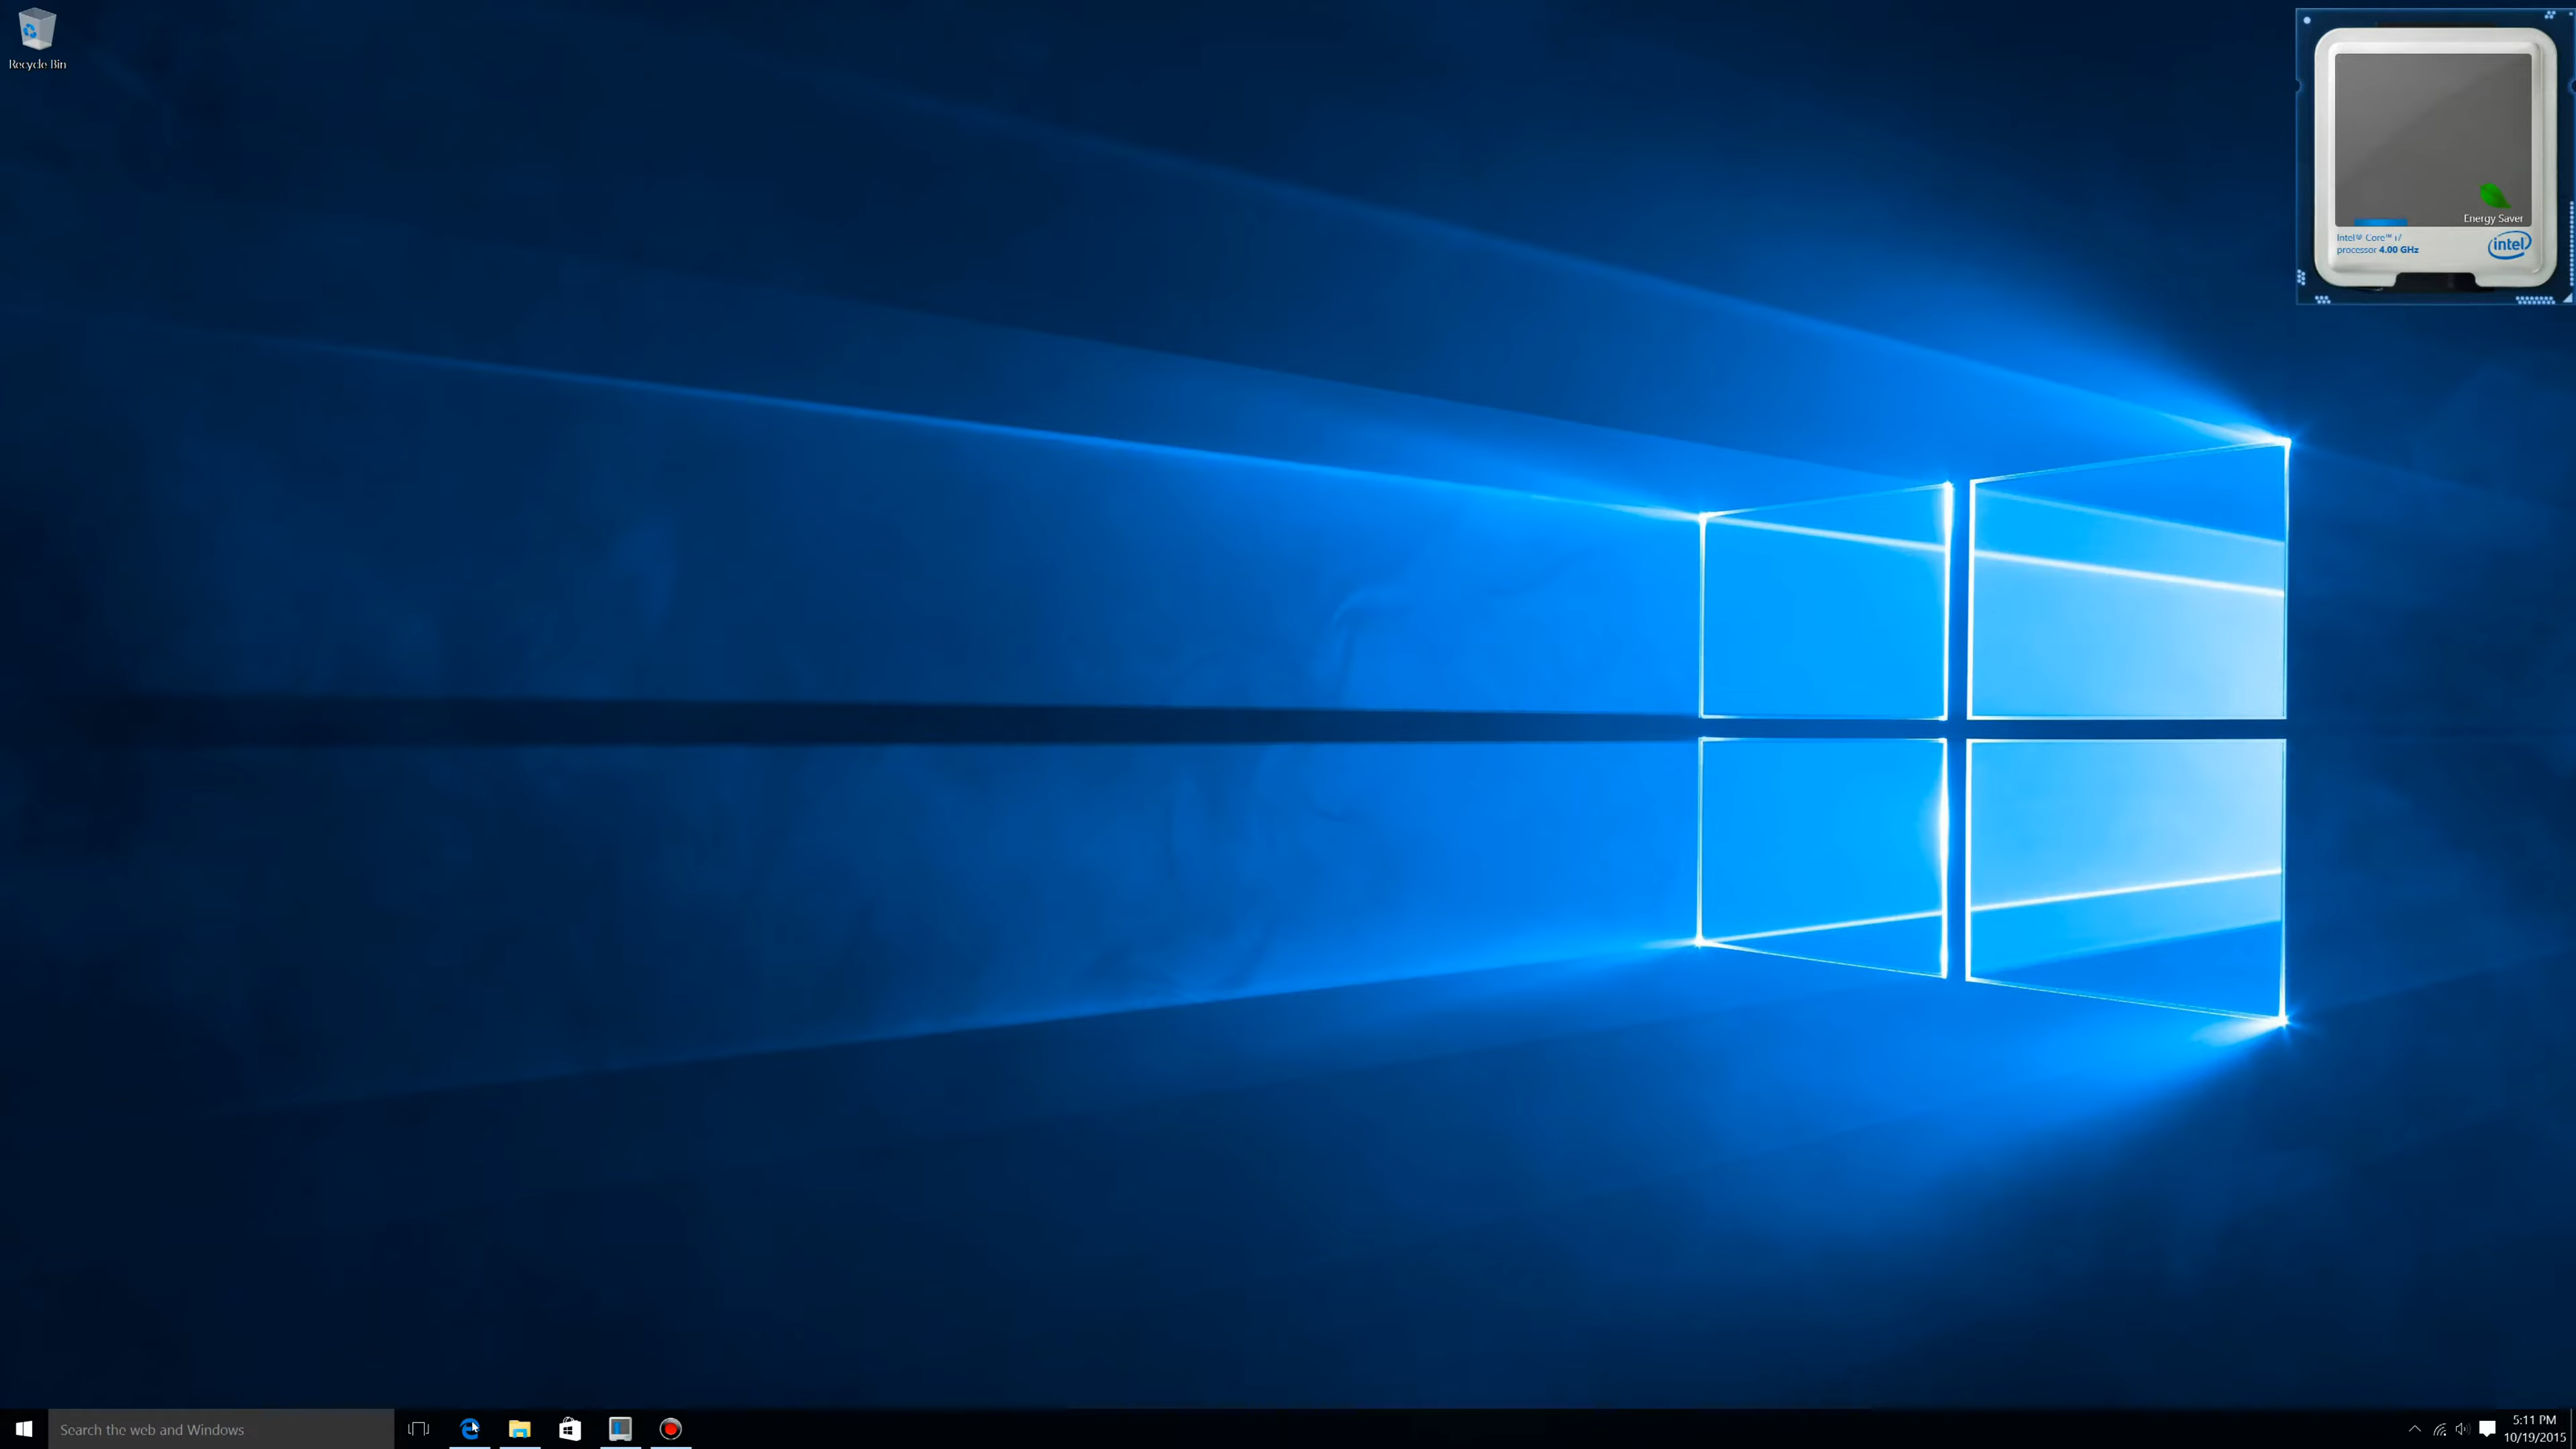 Recycle Bin
Energy Saver
Intel® Core™ i7
processor 4.00 GHz
intel
Search the web and Windows
5:11 PM
10/19/2015